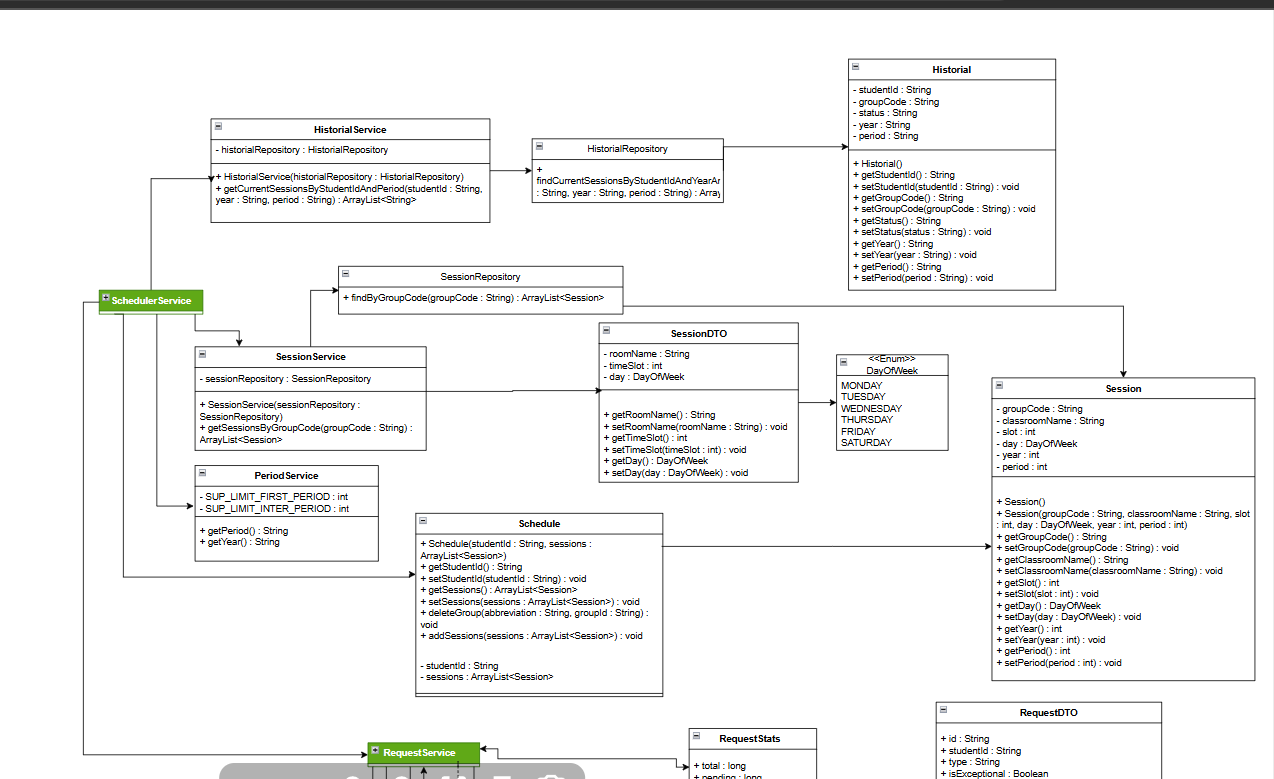 Historial
- studentId : String
- groupCode : String
- status : String
- year : String
- period : String
+ Historial()
+ getStudentId() : String
+ setStudentId(studentId : String) : void
+ getGroupCode() : String
+ setGroupCode(groupCode : String) : void
+ getStatus() : String
+ setStatus(status : String) : void
+ getYear() : String
+ setYear(year : String) : void
+ getPeriod() : String
+ setPeriod(period : String) : void
HistorialService
- historialRepository : HistorialRepository
+ HistorialService(historialRepository : HistorialRepository)
+ getCurrentSessionsByStudentIdAndPeriod(studentId : String,
year : String, period : String) : ArrayList<String>
HistorialRepository
+
findCurrentSessionsByStudentIdAndYearAr
: String, year : String, period : String) : Array
SessionRepository
+ findByGroupCode(groupCode : String) : ArrayList<Session>
SchedulerService
SessionService
- sessionRepository : SessionRepository
+ SessionService(sessionRepository :
SessionRepository)
+ getSessionsByGroupCode(groupCode : String) :
ArrayList<Session>
SessionDTO
- roomName : String
- timeSlot : int
- day : DayOfWeek
+ getRoomName() : String
+ setRoomName(roomName : String) : void
+ getTimeSlot() : int
+ setTimeSlot(timeSlot : int) : void
+ getDay() : DayOfWeek
+ setDay(day : DayOfWeek) : void
<<Enum>>
DayOfWeek
MONDAY
TUESDAY
WEDNESDAY
THURSDAY
FRIDAY
SATURDAY
Session
- groupCode : String
- classroomName : String
- slot : int
- day : DayOfWeek
- year : int
- period : int
+ Session()
+ Session(groupCode : String, classroomName : String, slot
: int, day : DayOfWeek, year : int, period : int)
+ getGroupCode() : String
+ setGroupCode(groupCode : String) : void
+ getClassroomName() : String
+ setClassroomName(classroomName : String) : void
+ getSlot() : int
+ setSlot(slot : int) : void
+ getDay() : DayOfWeek
+ setDay(day : DayOfWeek) : void
+ getYear() : int
+ setYear(year : int) : void
+ getPeriod() : int
+ setPeriod(period : int) : void
PeriodService
- SUP_LIMIT_FIRST_PERIOD : int
- SUP_LIMIT_INTER_PERIOD : int
+ getPeriod() : String
+ getYear() : String
Schedule
+ Schedule(studentId : String, sessions :
ArrayList<Session>)
+ getStudentId() : String
+ setStudentId(studentId : String) : void
+ getSessions() : ArrayList<Session>
+ setSessions(sessions : ArrayList<Session>) : void
+ deleteGroup(abbreviation : String, groupId : String) :
void
+ addSessions(sessions : ArrayList<Session>) : void
- studentId : String
- sessions : ArrayList<Session>
RequestService
RequestStats
+ total : long
+ pending : long
RequestDTO
+ id : String
+ studentId : String
+ type : String
+ isExceptional : Boolean